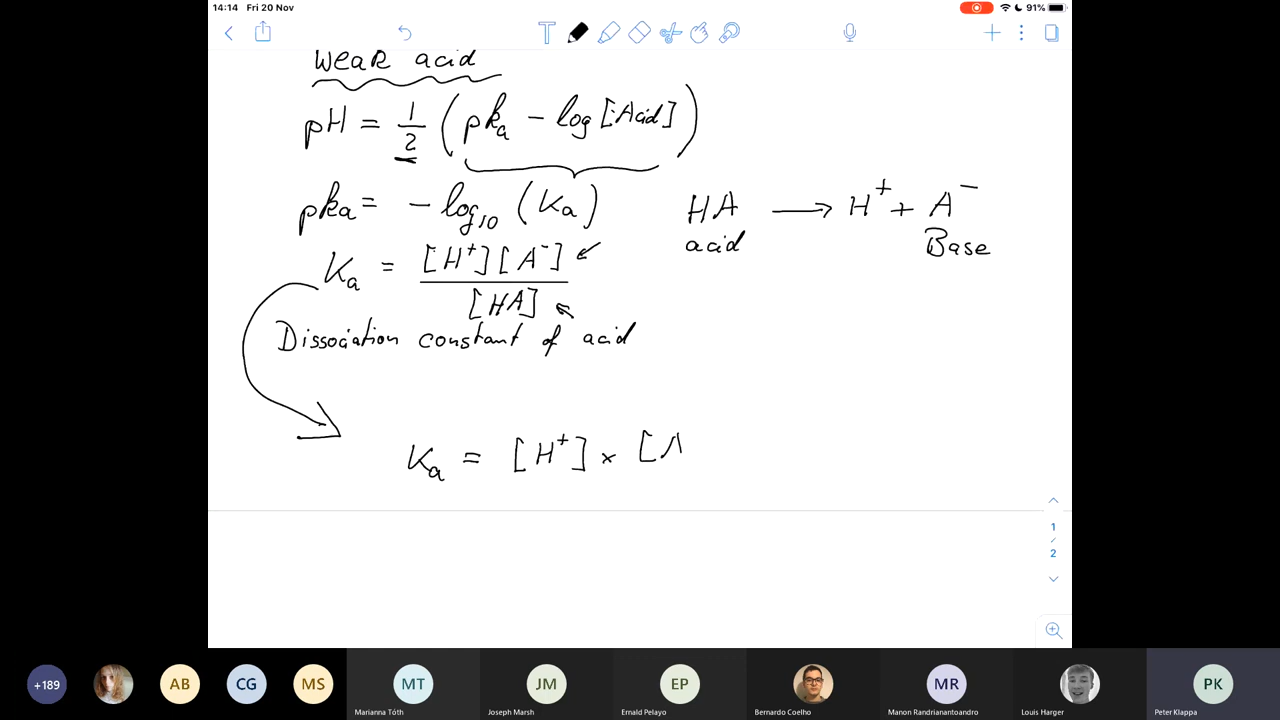 14:14 Fri 20 Nov
91%
T
weak acid
pH = 1/2 (pka - log [Acid])
pka = - log10 (Ka)
HA → H+ + A-
acid
Base
Ka = [H+][A-] / [HA]
Dissociation constant of acid
Ka = [H+] × [A
1
/
2
+189
AB
CG
MS
MT
JM
EP
MR
PK
Marianna Tóth
Joseph Marsh
Ernald Pelayo
Bernardo Coelho
Manon Randrianantoandro
Louis Harger
Peter Klappa